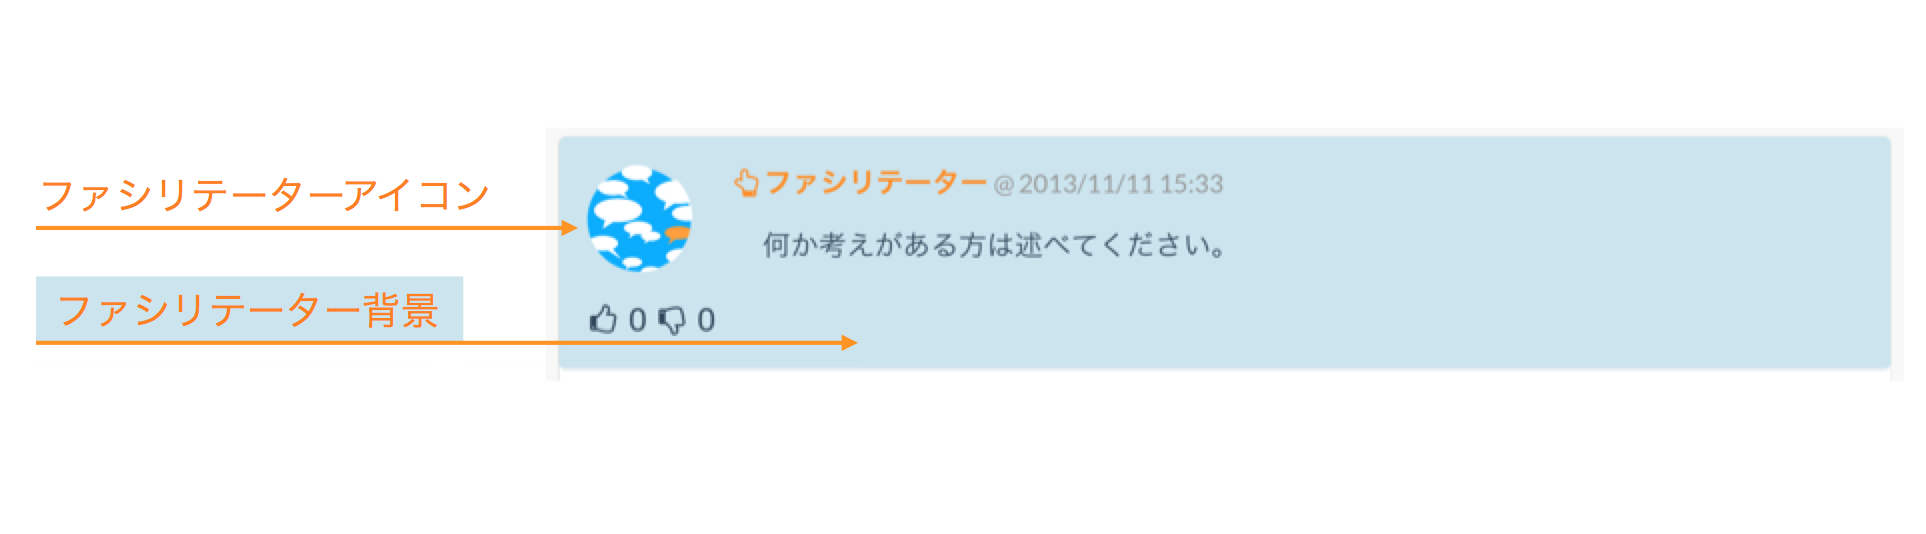 ファシリテーターアイコン
ファシリテーター背景
ファシリテーター @ 2013/11/11 15:33
何か考えがある方は述べてください。
0 0